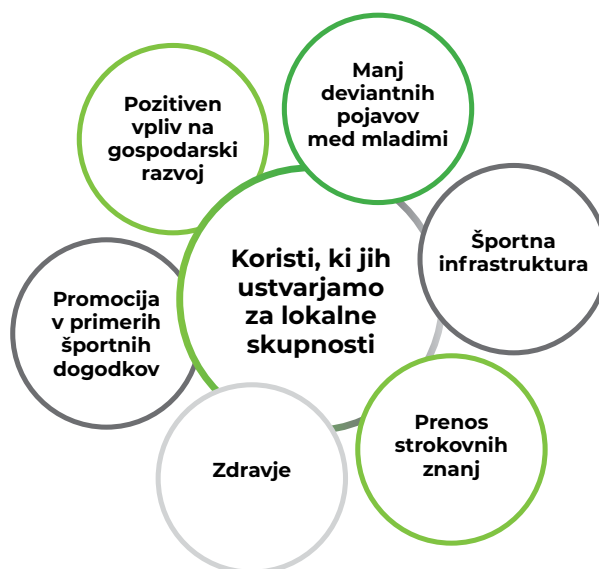 Manj
deviantnih
pojavov
med mladimi
Pozitiven
vpliv na
gospodarski
razvoj
Športna
infrastruktura
Koristi, ki jih
ustvarjamo
za lokalne
skupnosti
Promocija
v primerih
športnih
dogodkov
Prenos
strokovnih
znanj
Zdravje